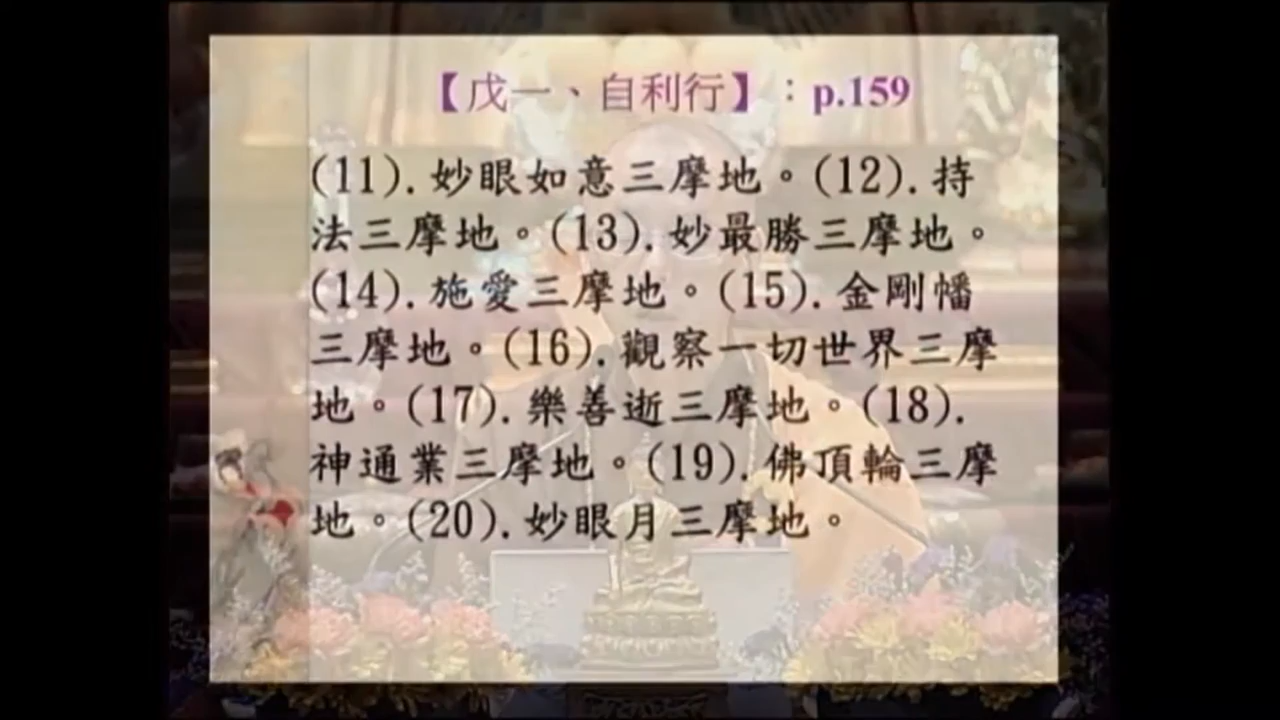 【戊一、自利行】：p.159
(11).妙眼如意三摩地。(12).持
法三摩地。(13).妙最勝三摩地。
(14).施愛三摩地。(15).金剛幡
三摩地。(16).觀察一切世界三摩
地。(17).樂善逝三摩地。(18).
神通業三摩地。(19).佛頂輪三摩
地。(20).妙眼月三摩地。